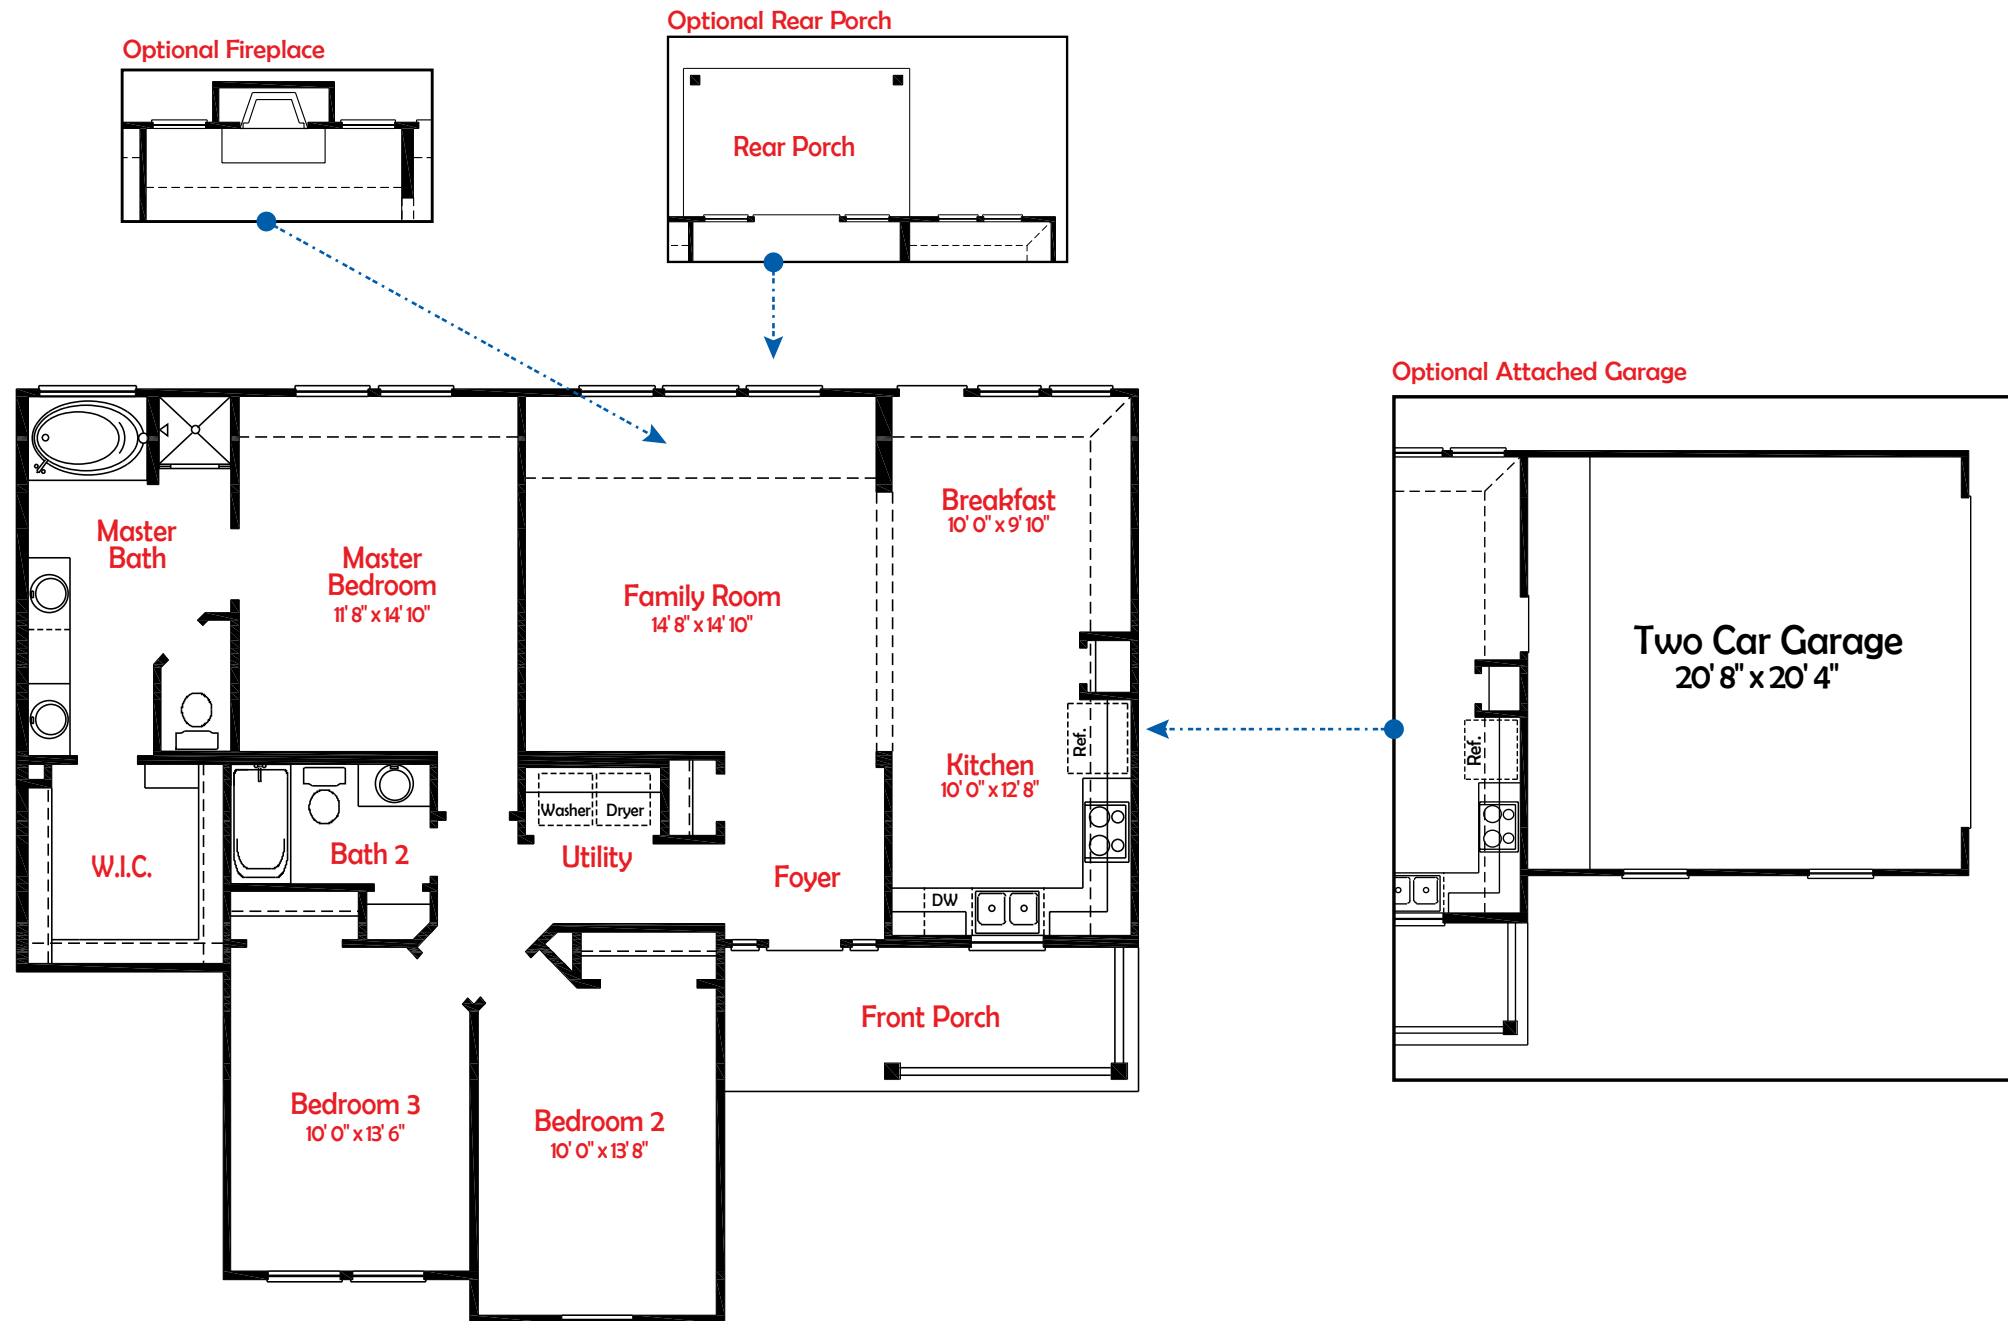 Optional Rear Porch
Optional Fireplace
Rear Porch
Optional Attached Garage
Breakfast
10' 0" x 9' 10"
Master
Bath
Master
Bedroom
11' 8" x 14' 10"
Family Room
14' 8" x 14' 10"
Two Car Garage
20' 8" x 20' 4"
Ref.
Ref.
Kitchen
10' 0" x 12' 8"
Washer
Dryer
Bath 2
Utility
W.I.C.
Foyer
DW
Front Porch
Bedroom 3
10' 0" x 13' 6"
Bedroom 2
10' 0" x 13' 8"